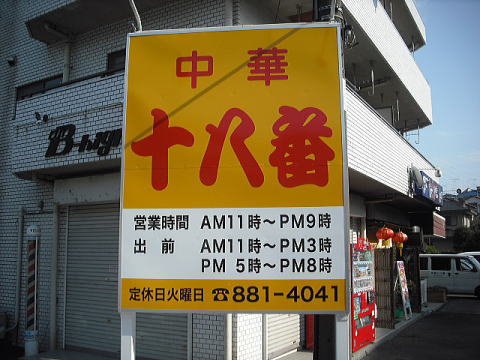 中華
十八番
営業時間 AM11時～PM9時
出 前 AM11時～PM3時
PM 5時～PM8時
定休日火曜日 ☎881-4041